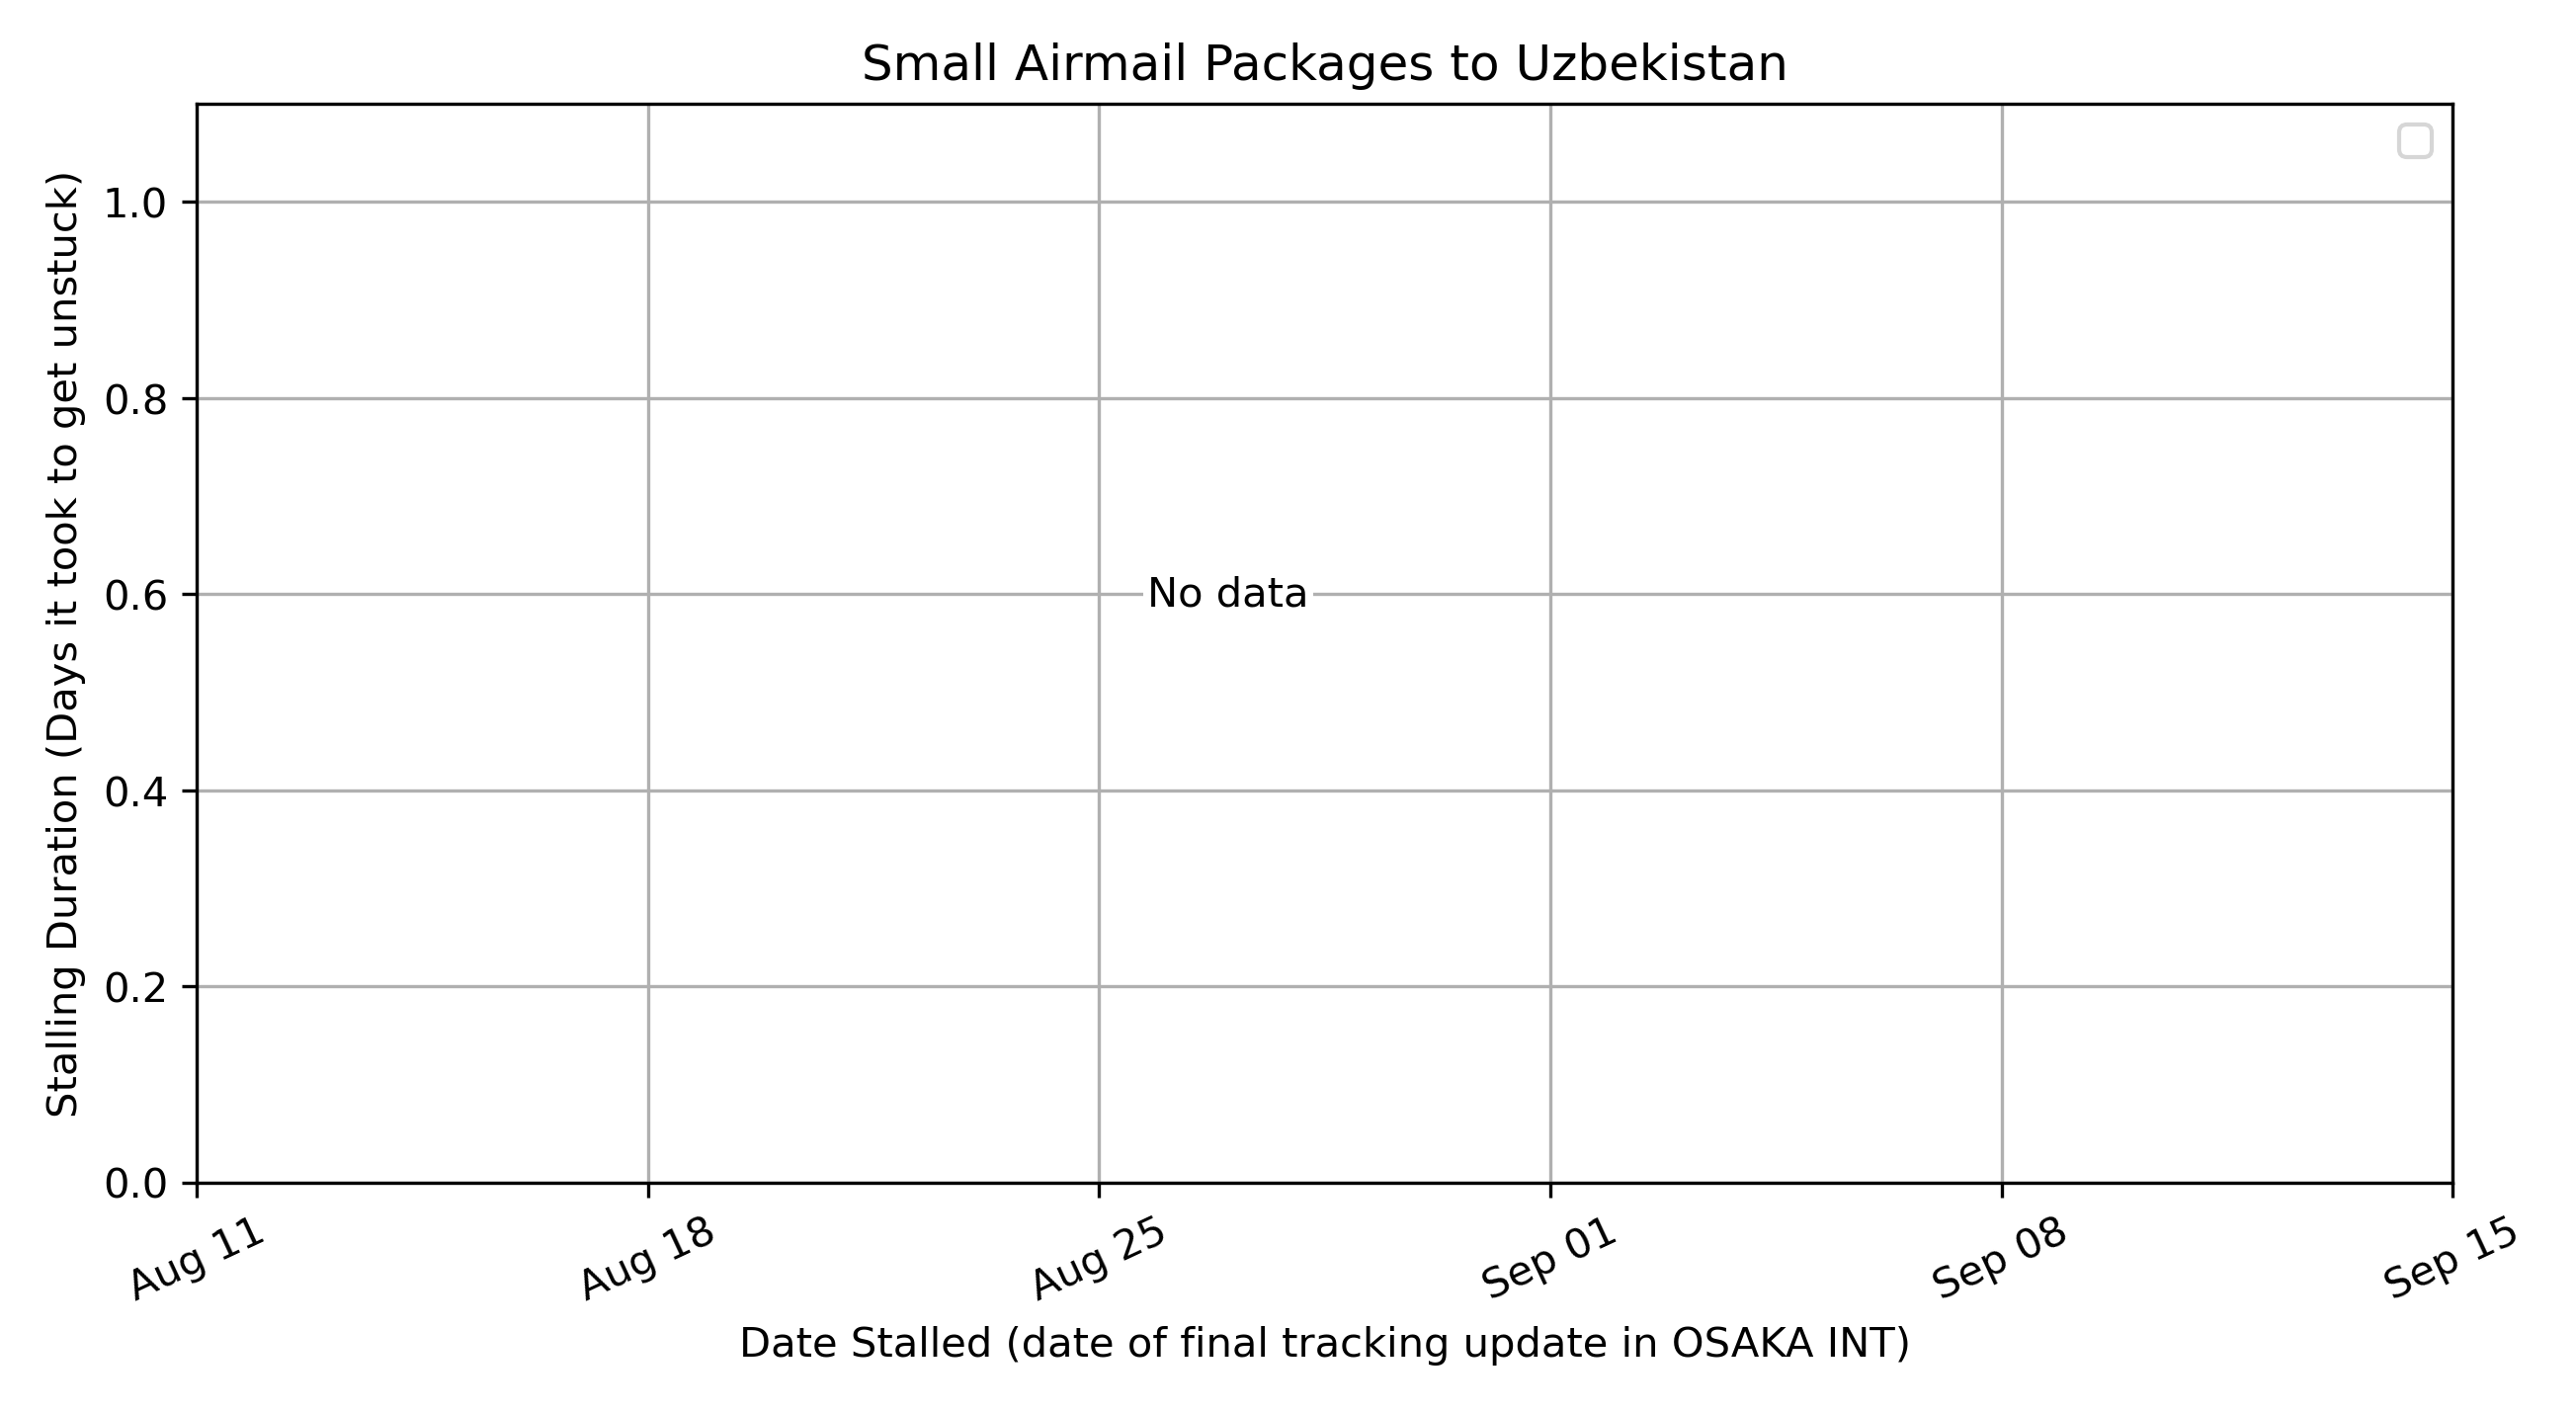 Small Airmail Packages to Uzbekistan
Stalling Duration (Days it took to get unstuck)
1.0
0.8
0.6
0.4
0.2
0.0
No data
Aug 11
Aug 18
Aug 25
Sep 01
Sep 08
Sep 15
Date Stalled (date of final tracking update in OSAKA INT)